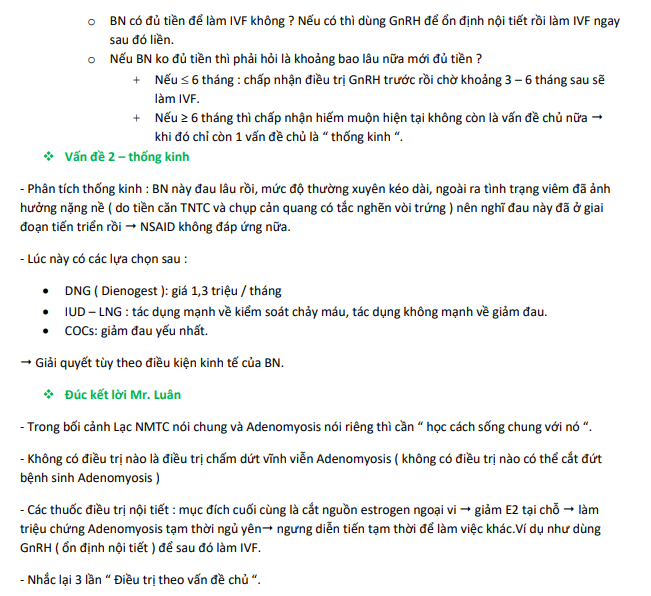 o BN có đủ tiền để làm IVF không ? Nếu có thì dùng GnRH để ổn định nội tiết rồi làm IVF ngay
sau đó liền.
o Nếu BN ko đủ tiền thì phải hỏi là khoảng bao lâu nữa mới đủ tiền ?
+ Nếu ≤ 6 tháng : chấp nhận điều trị GnRH trước rồi chờ khoảng 3 – 6 tháng sau sẽ
làm IVF.
+ Nếu ≥ 6 tháng thì chấp nhận hiếm muộn hiện tại không còn là vấn đề chủ nữa →
khi đó chỉ còn 1 vấn đề chủ là “ thống kinh “.
❖ Vấn đề 2 – thống kinh
- Phân tích thống kinh : BN này đau lâu rồi, mức độ thường xuyên kéo dài, ngoài ra tình trạng viêm đã ảnh
hưởng nặng nề ( do tiền căn TNTC và chụp cản quang có tắc nghẽn vòi trứng ) nên nghĩ đau này đã ở giai
đoạn tiến triển rồi → NSAID không đáp ứng nữa.
- Lúc này có các lựa chọn sau :
• DNG ( Dienogest ): giá 1,3 triệu / tháng
• IUD – LNG : tác dụng mạnh về kiểm soát chảy máu, tác dụng không mạnh về giảm đau.
• COCs: giảm đau yếu nhất.
→ Giải quyết tùy theo điều kiện kinh tế của BN.
❖ Đúc kết lời Mr. Luân
- Trong bối cảnh Lạc NMTC nói chung và Adenomyosis nói riêng thì cần “ học cách sống chung với nó “.
- Không có điều trị nào là điều trị chấm dứt vĩnh viễn Adenomyosis ( không có điều trị nào có thể cắt đứt
bệnh sinh Adenomyosis )
- Các thuốc điều trị nội tiết : mục đích cuối cùng là cắt nguồn estrogen ngoại vi → giảm E2 tại chỗ → làm
triệu chứng Adenomyosis tạm thời ngủ yên→ ngưng diễn tiến tạm thời để làm việc khác.Ví dụ như dùng
GnRH ( ổn định nội tiết ) để sau đó làm IVF.
- Nhắc lại 3 lần “ Điều trị theo vấn đề chủ “.